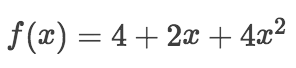 f(x) = 4 + 2x + 4x²